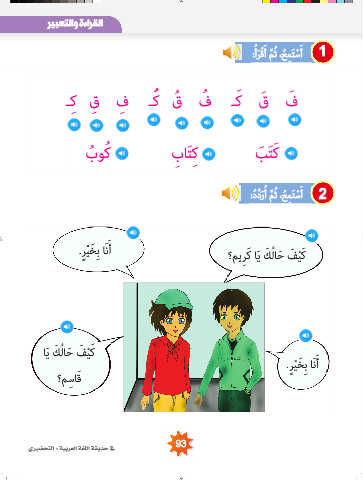 القراءة والتعبير
1 أَسْتَمِعُ، ثُمَّ أَقْرَأُ:
فَ قَ كَـ فُ قُ كُـ فِ قِ كِـ
كَتَبَ كِتَابِ كُوبُ
2 أَسْتَمِعُ، ثُمَّ أُرَدِّدُ:
كَيْفَ حَالُكَ يَا كَرِيم؟
أَنَا بِخَيْرٍ.
كَيْفَ حَالُكَ يَا
قَاسِم؟
أَنَا بِخَيْرٍ.
93
في حديقة اللغة العربية - التحضيري